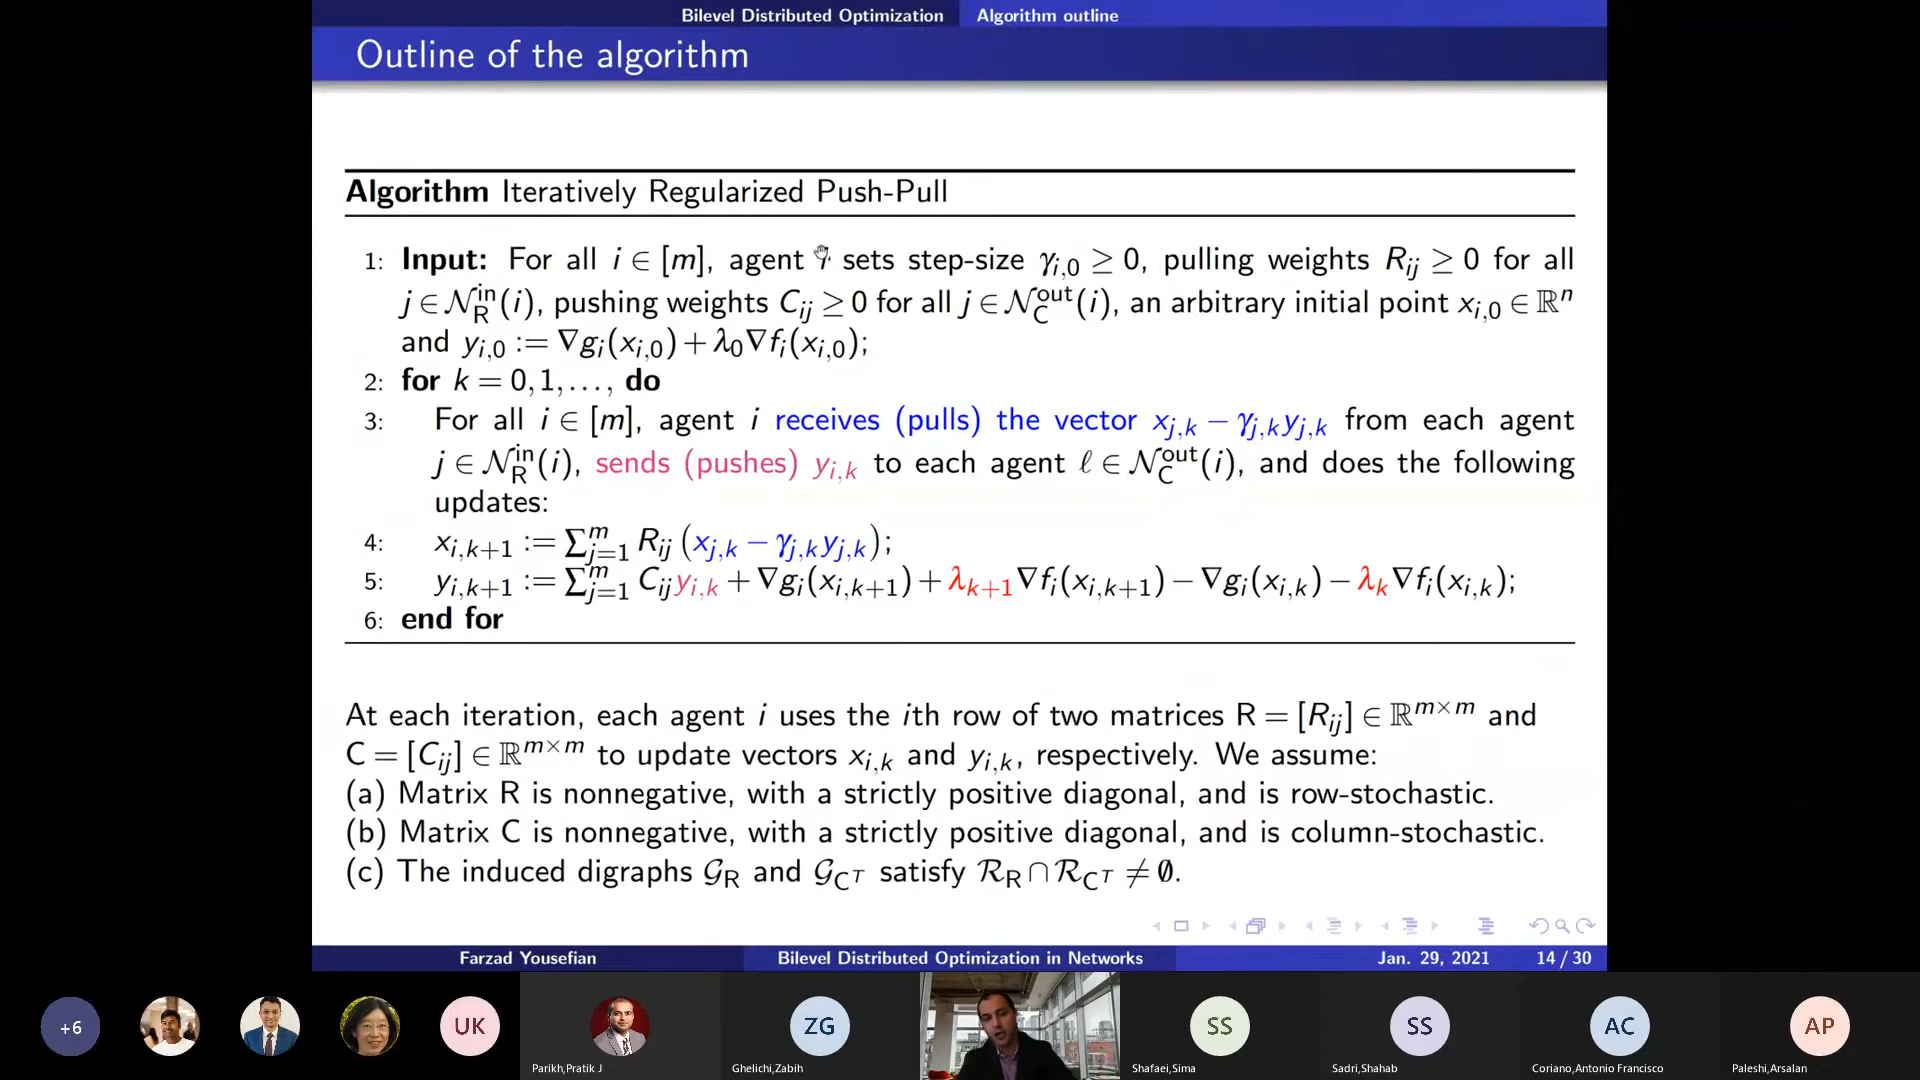 Bilevel Distributed Optimization Algorithm outline
Outline of the algorithm
Algorithm Iteratively Regularized Push-Pull
1: Input: For all i ∈ [m], agent i sets step-size γ_{i,0} ≥ 0, pulling weights R_{ij} ≥ 0 for all
j ∈ N_R^{in}(i), pushing weights C_{ij} ≥ 0 for all j ∈ N_C^{out}(i), an arbitrary initial point x_{i,0} ∈ ℝ^n
and y_{i,0} := ∇g_i(x_{i,0}) + λ_0∇f_i(x_{i,0});
2: for k = 0,1,..., do
3: For all i ∈ [m], agent i receives (pulls) the vector x_{j,k} − γ_{j,k}y_{j,k} from each agent
j ∈ N_R^{in}(i), sends (pushes) y_{i,k} to each agent ℓ ∈ N_C^{out}(i), and does the following
updates:
4: x_{i,k+1} := ∑_{j=1}^m R_{ij} (x_{j,k} − γ_{j,k}y_{j,k});
5: y_{i,k+1} := ∑_{j=1}^m C_{ij}y_{i,k} + ∇g_i(x_{i,k+1}) + λ_{k+1}∇f_i(x_{i,k+1}) − ∇g_i(x_{i,k}) − λ_k∇f_i(x_{i,k});
6: end for
At each iteration, each agent i uses the ith row of two matrices R = [R_{ij}] ∈ ℝ^{m×m} and
C = [C_{ij}] ∈ ℝ^{m×m} to update vectors x_{i,k} and y_{i,k}, respectively. We assume:
(a) Matrix R is nonnegative, with a strictly positive diagonal, and is row-stochastic.
(b) Matrix C is nonnegative, with a strictly positive diagonal, and is column-stochastic.
(c) The induced digraphs G_R and G_{C^T} satisfy R_R ∩ R_{C^T} ≠ ∅.
Farzad Yousefian Bilevel Distributed Optimization in Networks Jan. 29, 2021 14 / 30
+6 UK ZG SS SS AC AP
Parikh,Pratik J Ghelichi,Zabih Shafaei,Sima Sadri,Shahab Coriano,Antonio Francisco Paleshi,Arsalan